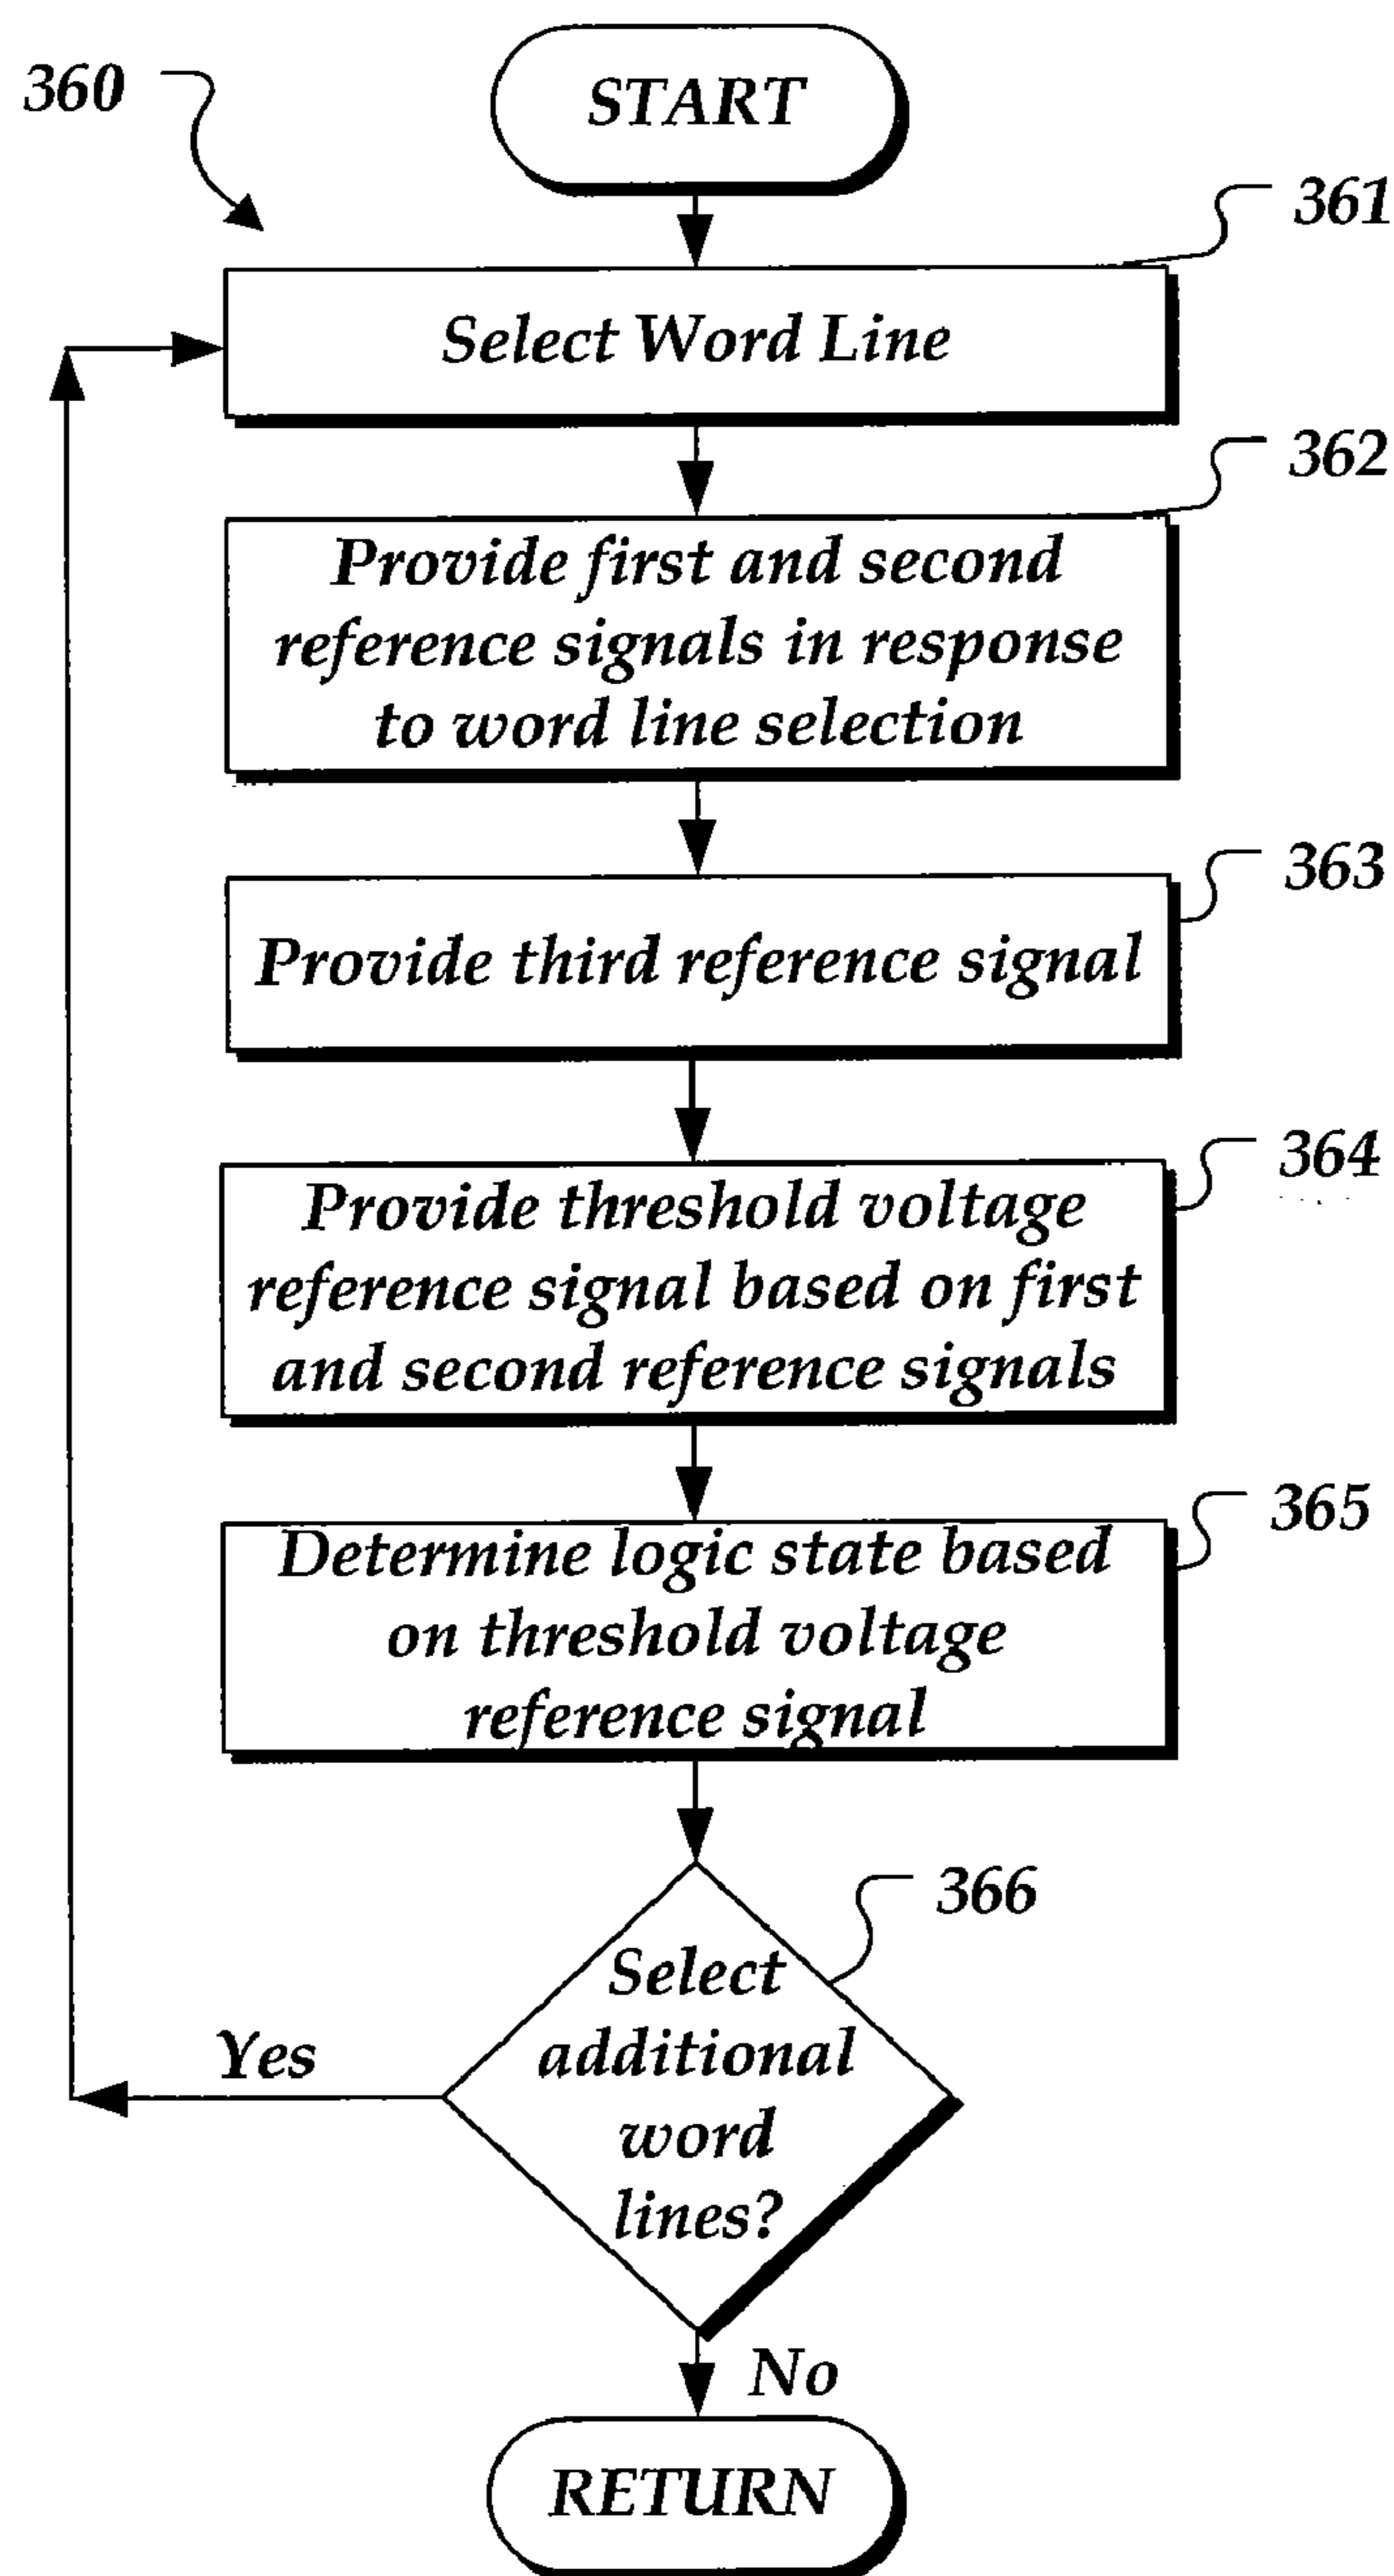 START
360
361
Select Word Line
362
Provide first and second
reference signals in response
to word line selection
363
Provide third reference signal
364
Provide threshold voltage
reference signal based on first
and second reference signals
365
Determine logic state based
on threshold voltage
reference signal
366
Select
additional
word
lines?
Yes
No
RETURN